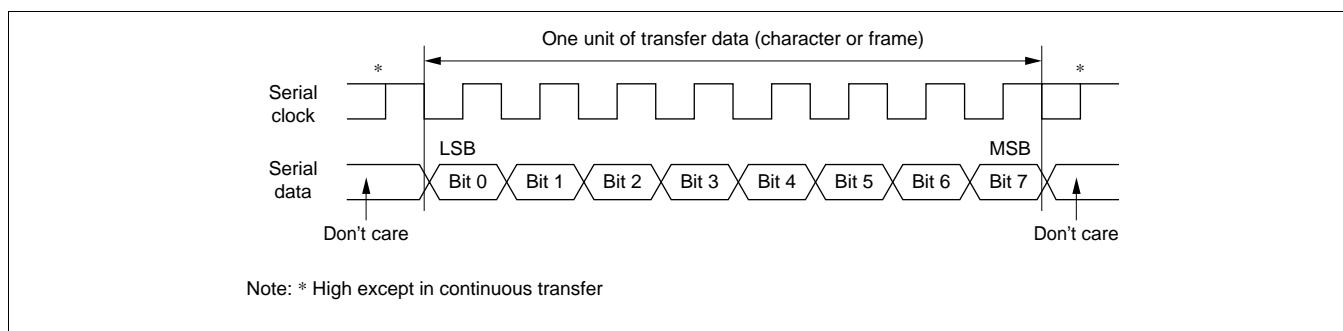 One unit of transfer data (character or frame)
* *
Serial
clock
LSB MSB
Serial
data
Bit 0 Bit 1 Bit 2 Bit 3 Bit 4 Bit 5 Bit 6 Bit 7
Don't care Don't care
Note: * High except in continuous transfer